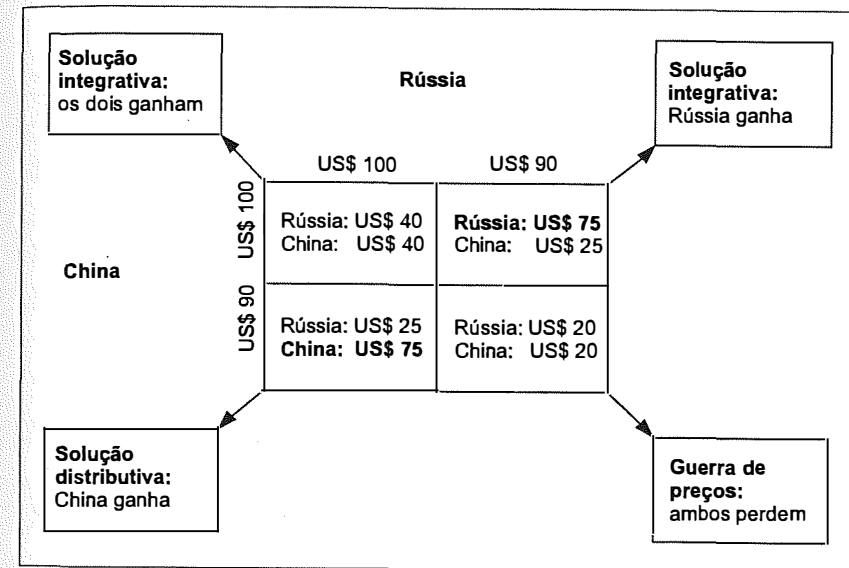 Solução
integrativa:
os dois ganham
Rússia
Solução
integrativa:
Rússia ganha
US$ 100
US$ 90
US$ 100
Rússia: US$ 40
China: US$ 40
Rússia: US$ 75
China: US$ 25
China
US$ 90
Rússia: US$ 25
China: US$ 75
Rússia: US$ 20
China: US$ 20
Solução
distributiva:
China ganha
Guerra de
preços:
ambos perdem